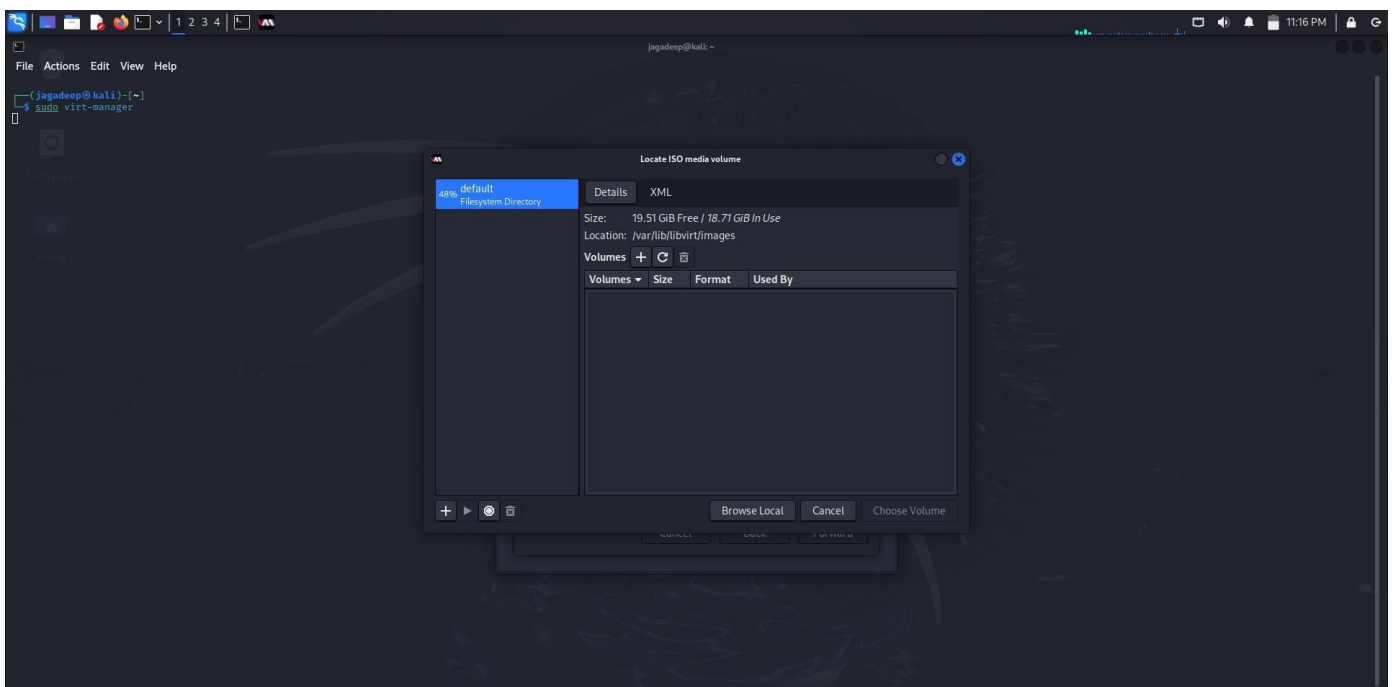 1 2 3 4
11:16 PM
jagadeep@kali: ~
File Actions Edit View Help
(jagadeep㉿kali)-[~]
$ sudo virt-manager
File System
Home
Locate ISO media volume
48% default
Filesystem Directory
Details XML
Size: 19.51 GiB Free / 18.71 GiB In Use
Location: /var/lib/libvirt/images
Volumes
Volumes Size Format Used By
Browse Local Cancel Choose Volume
Cancel Back Forward